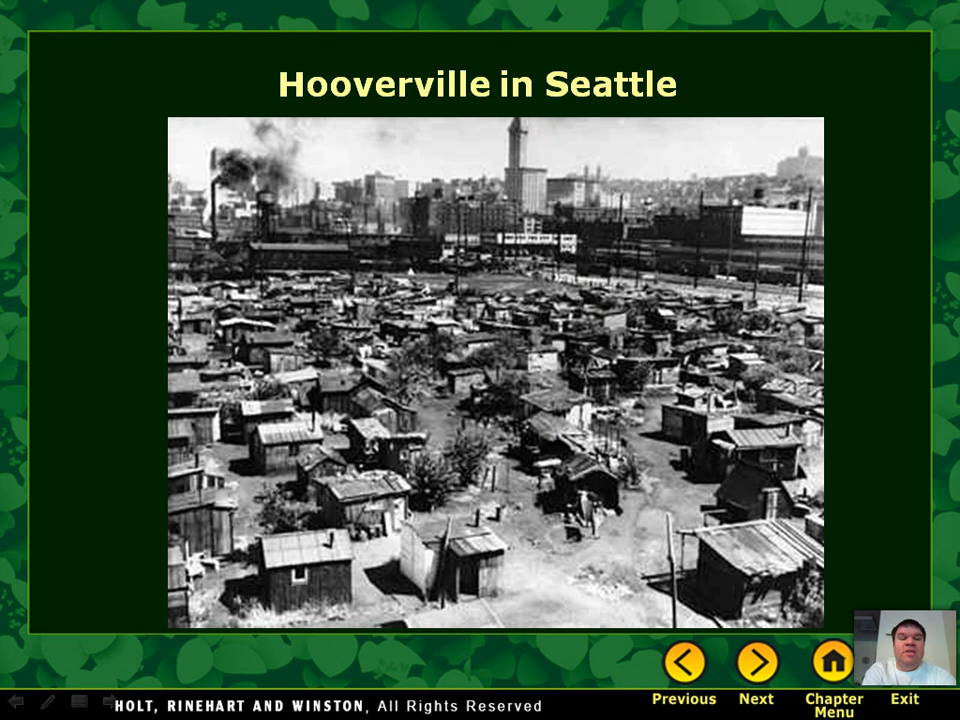 Hooverville in Seattle
Previous
Next
Chapter
Menu
Exit
HOLT, RINEHART AND WINSTON, All Rights Reserved